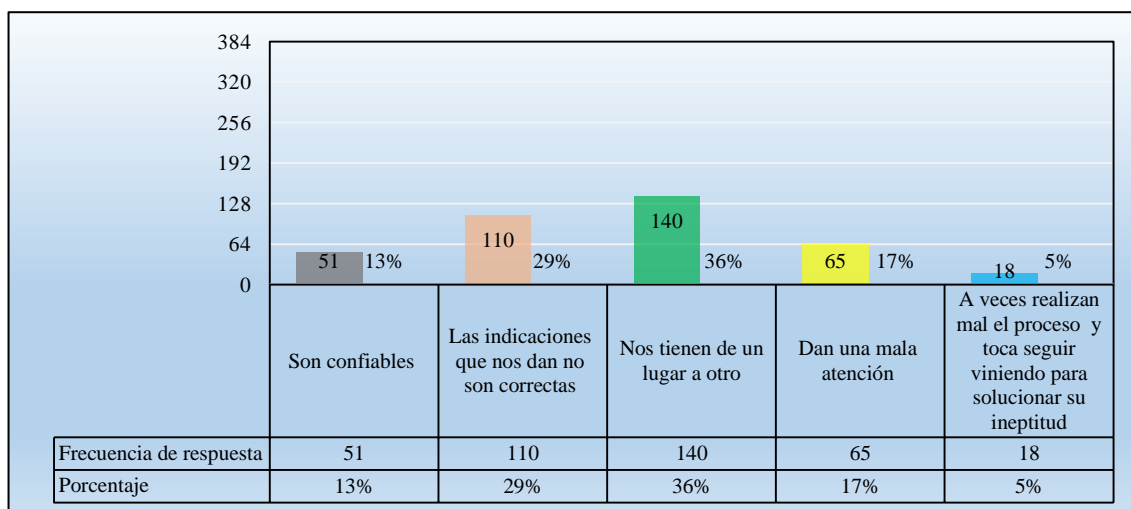 384
320
256
192
128
64
0
51 13%
110 29%
140 36%
65 17%
18 5%
Son confiables
Las indicaciones
que nos dan no
son correctas
Nos tienen de un
lugar a otro
Dan una mala
atención
A veces realizan
mal el proceso y
toca seguir
viniendo para
solucionar su
ineptitud
Frecuencia de respuesta 51 110 140 65 18
Porcentaje 13% 29% 36% 17% 5%